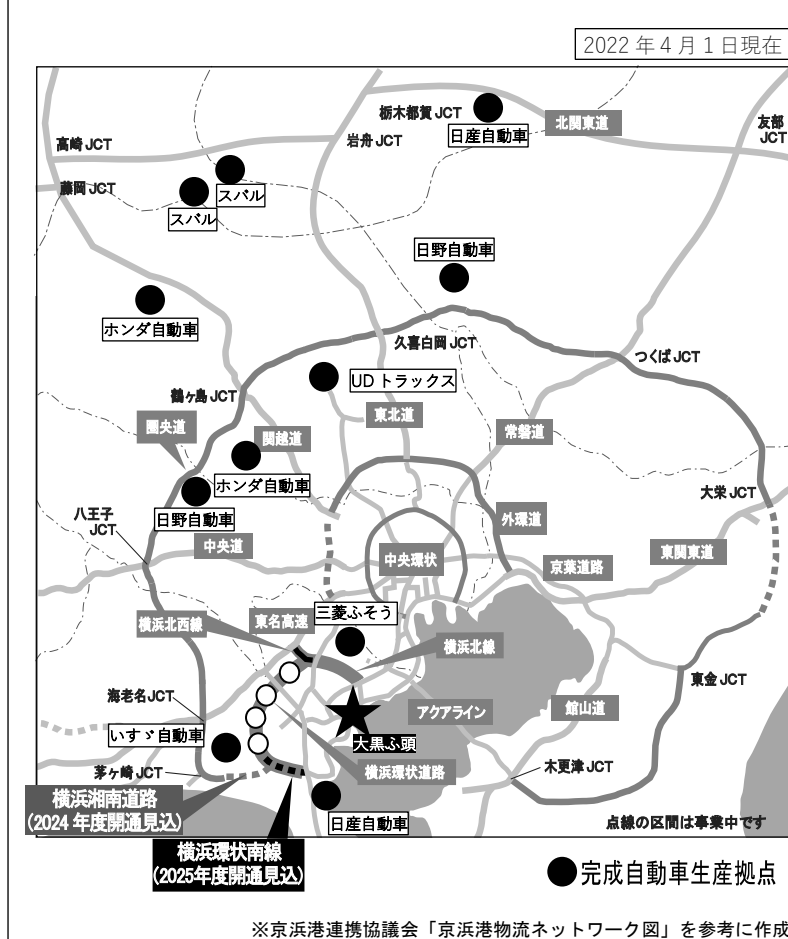 2022年4月1日現在
栃木都賀JCT
日産自動車
北関東道
友部
JCT
高崎JCT
岩舟JCT
藤岡JCT
スバル
スバル
日野自動車
ホンダ自動車
久喜白岡JCT
つくばJCT
UDトラックス
鶴ヶ島JCT
東北道
圏央道
関越道
常磐道
ホンダ自動車
大栄JCT
日野自動車
八王子
JCT
外環道
中央道
中央環状
京葉道路
東関東道
三菱ふそう
横浜北西線
東名高速
横浜北線
東金JCT
海老名JCT
アクアライン
館山道
いすゞ自動車
大黒ふ頭
茅ヶ崎JCT
横浜環状道路
木更津JCT
横浜湘南道路
(2024年度開通見込)
日産自動車
点線の区間は事業中です
横浜環状南線
(2025年度開通見込)
●完成自動車生産拠点
※京浜港連携協議会「京浜港物流ネットワーク図」を参考に作成